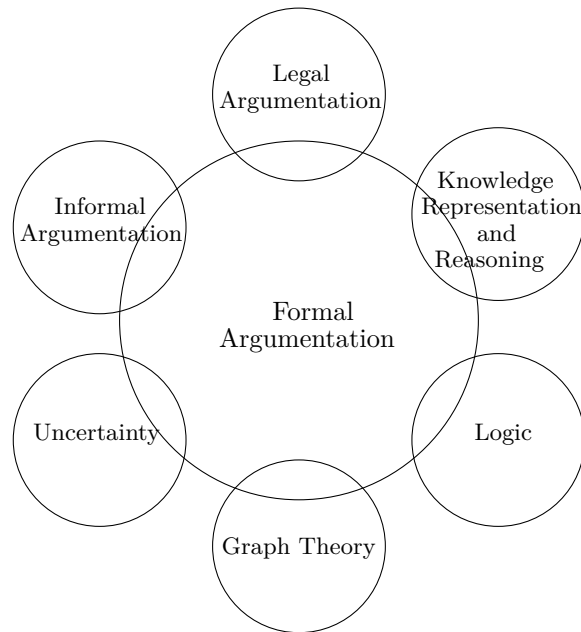 Legal
Argumentation
Knowledge
Representation
and
Reasoning
Informal
Argumentation
Formal
Argumentation
Uncertainty
Logic
Graph Theory